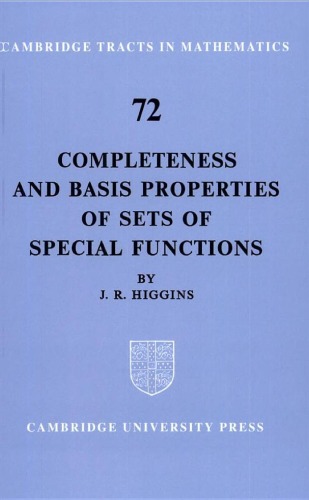 CAMBRIDGE TRACTS IN MATHEMATICS
72
COMPLETENESS
AND BASIS PROPERTIES
OF SETS OF
SPECIAL FUNCTIONS
BY
J. R. HIGGINS
CAMBRIDGE UNIVERSITY PRESS